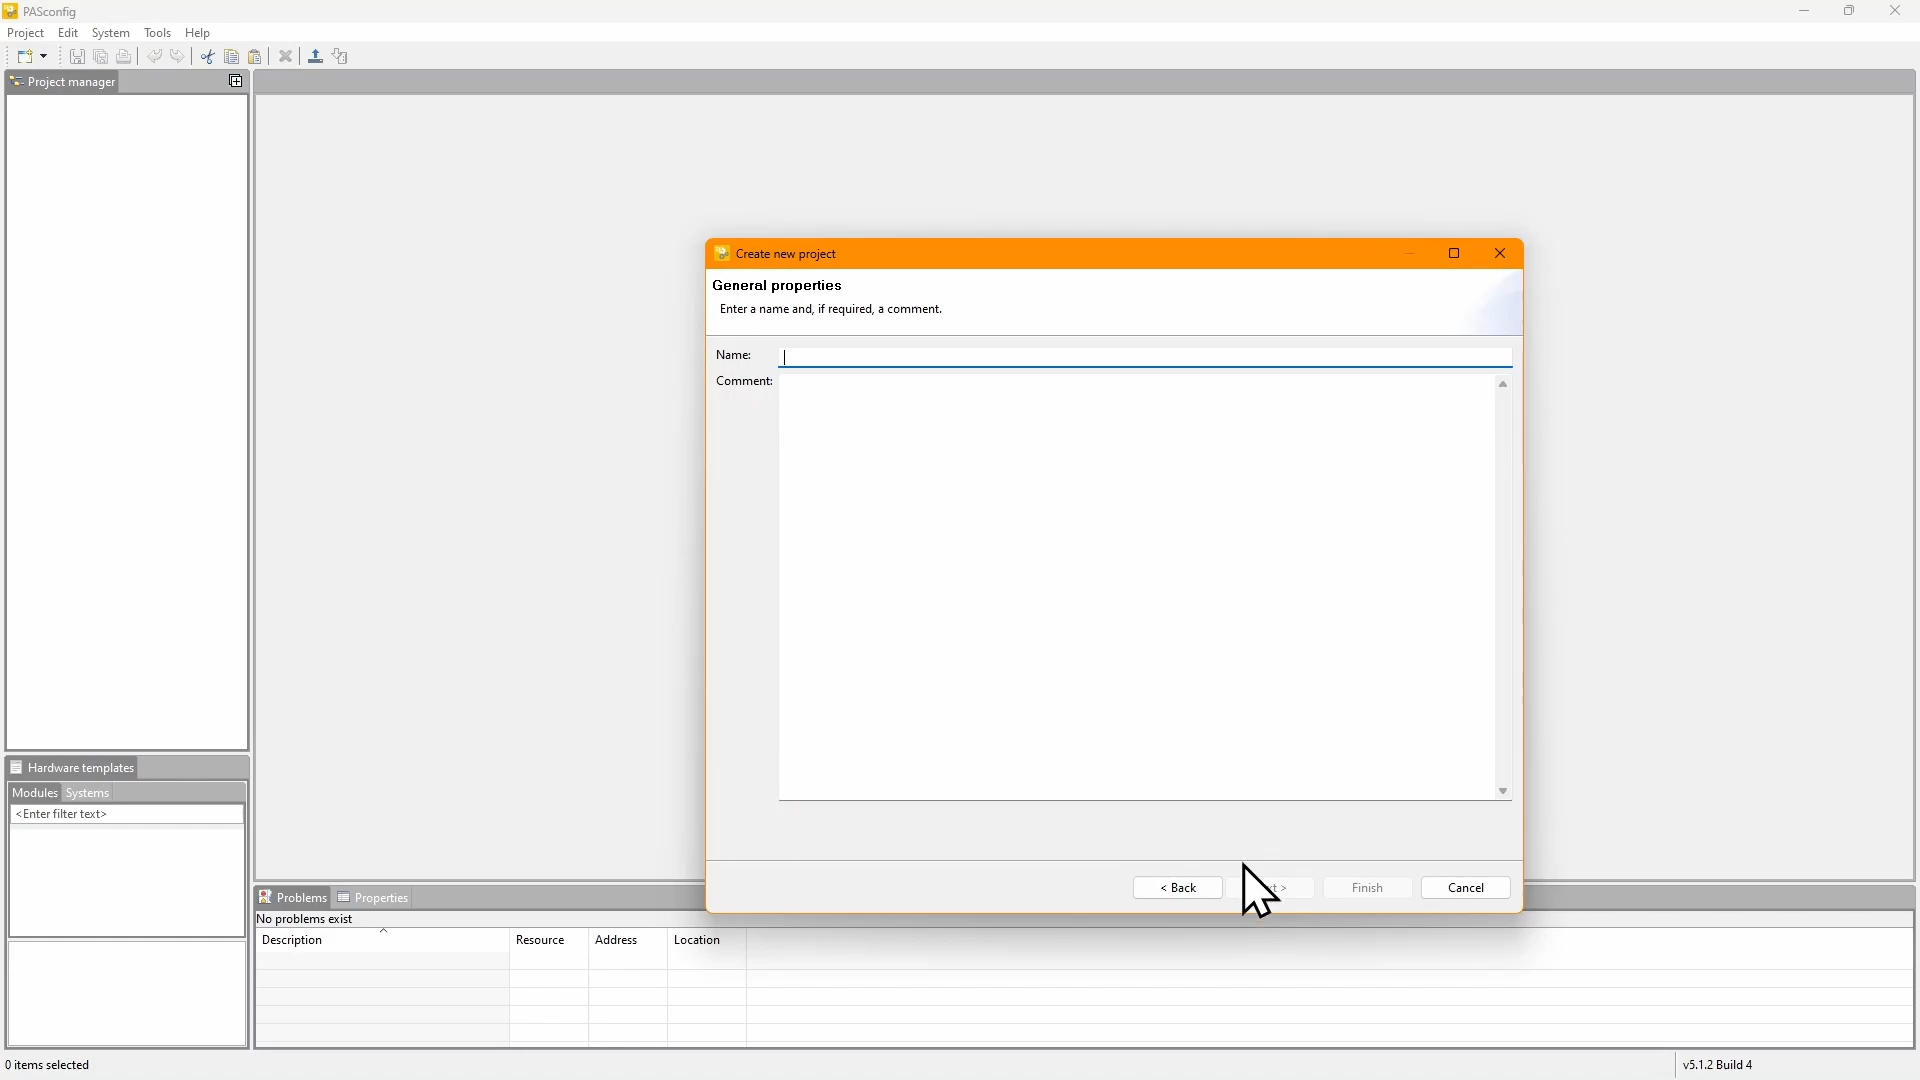 PASconfig
Project Edit System Tools Help
Project manager
Create new project
General properties
Enter a name and, if required, a comment.
Name:
Comment:
< Back
Finish
Cancel
Hardware templates
Modules Systems
<Enter filter text>
Problems Properties
No problems exist
Description Resource Address Location
0 items selected
v5.1.2 Build 4